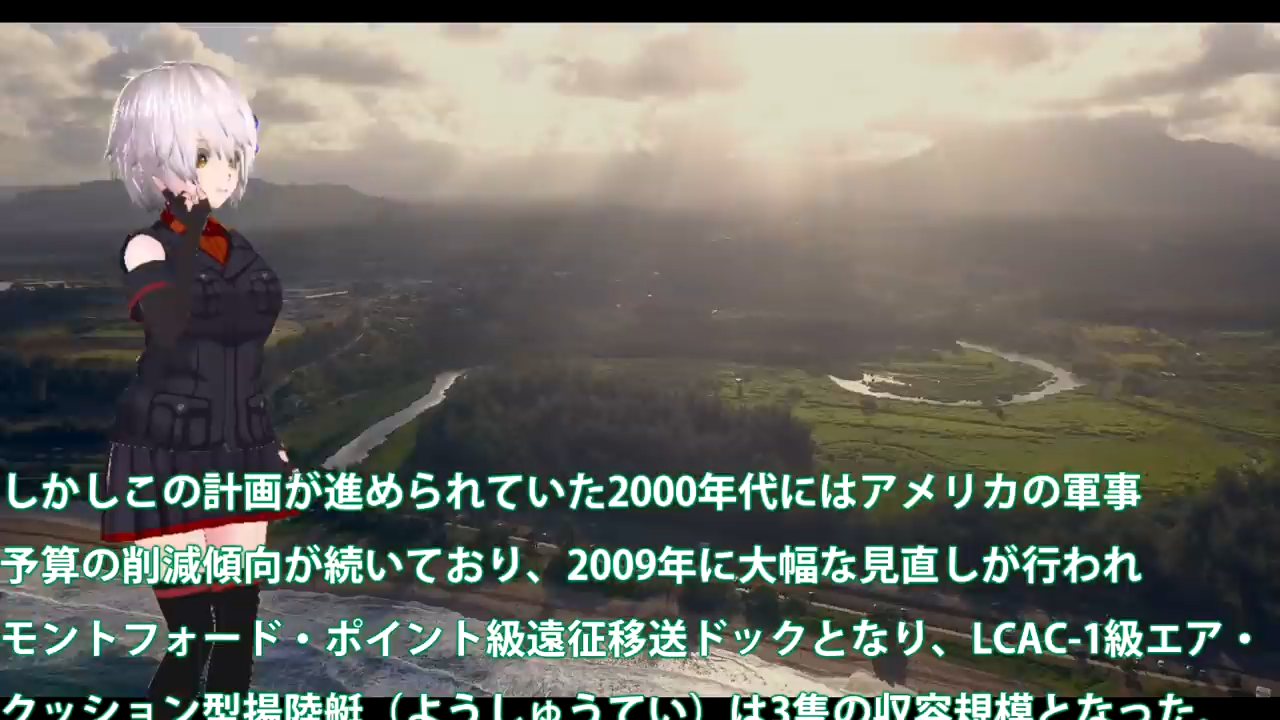 しかしこの計画が進められていた2000年代にはアメリカの軍事
予算の削減傾向が続いており、2009年に大幅な見直しが行われ
モントフォード・ポイント級遠征移送ドックとなり、LCAC-1級エア・
クッション型揚陸艇（ようしゅうてい）は3隻の収容規模となった